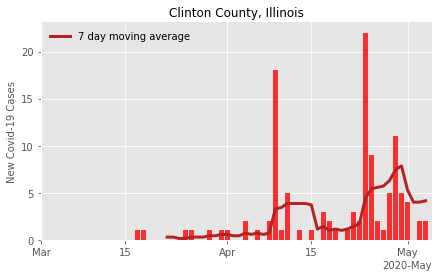 Clinton County, Illinois
7 day moving average
New Covid-19 Cases
20
15
10
5
0
Mar
15
Apr
15
May
2020-May